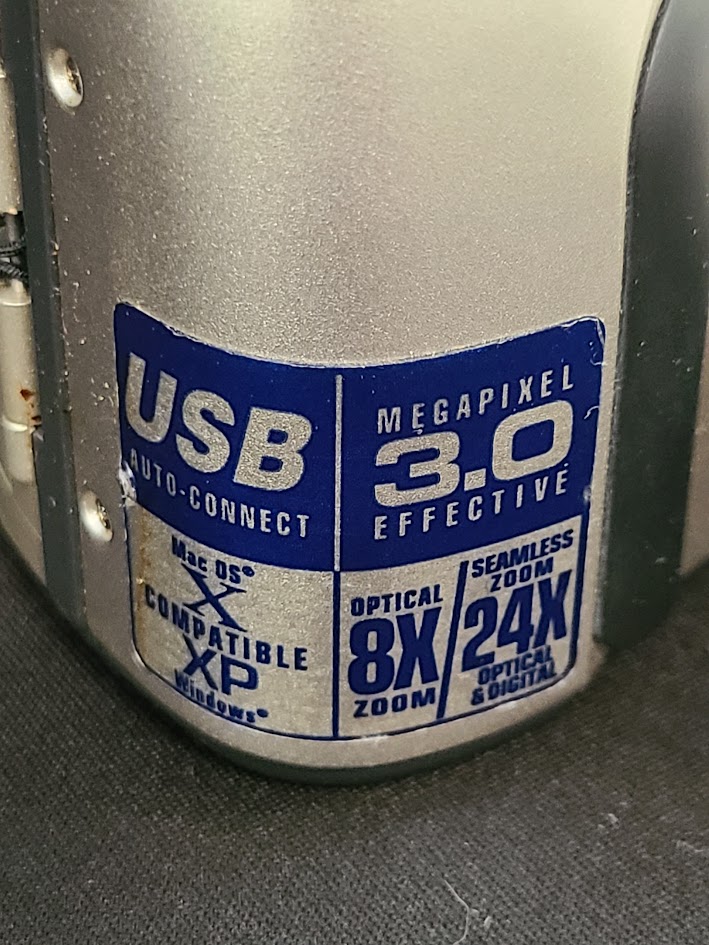 USB
AUTO-CONNECT
MEGAPIXEL
3.0
EFFECTIVE
Mac OS®
X
COMPATIBLE
XP
Windows®
OPTICAL
8X
ZOOM
SEAMLESS
ZOOM
24X
OPTICAL
& DIGITAL